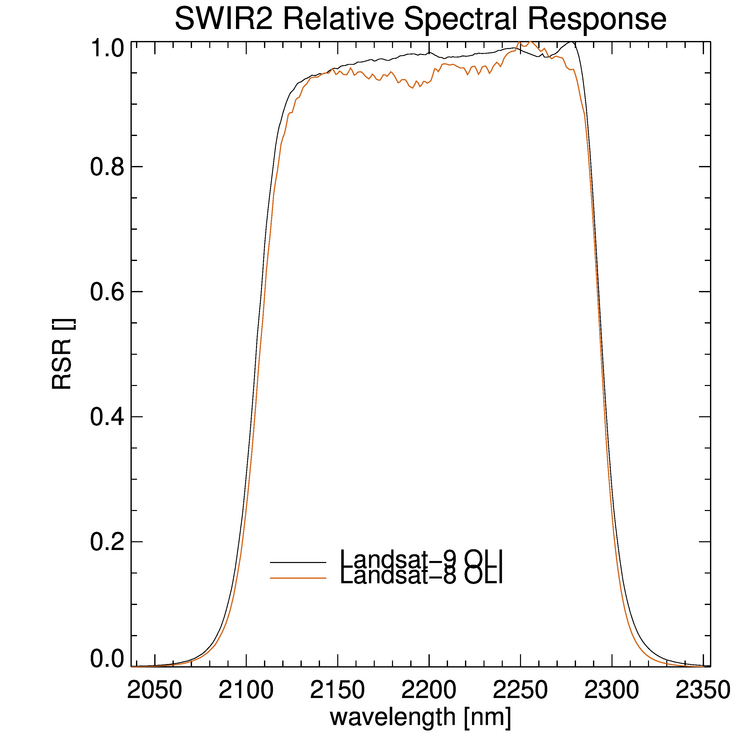 SWIR2 Relative Spectral Response
1.0
0.8
0.6
0.4
0.2
0.0
RSR []
Landsat-9 OLI
Landsat-8 OLI
2050 2100 2150 2200 2250 2300 2350
wavelength [nm]